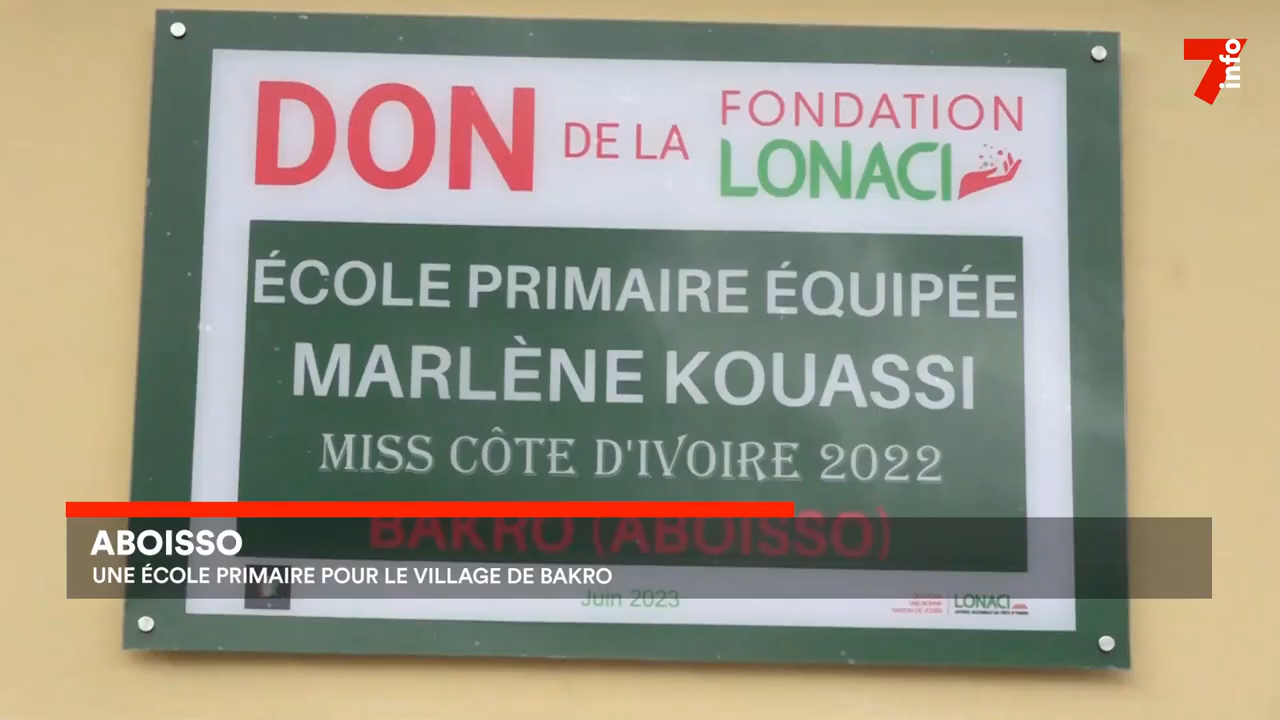 7info
DON DE LA FONDATION LONACI
ÉCOLE PRIMAIRE ÉQUIPÉE
MARLÈNE KOUASSI
MISS CÔTE D'IVOIRE 2022
BAKRO (ABOISSO)
ABOISSO
UNE ÉCOLE PRIMAIRE POUR LE VILLAGE DE BAKRO
Juin 2023
LONACI